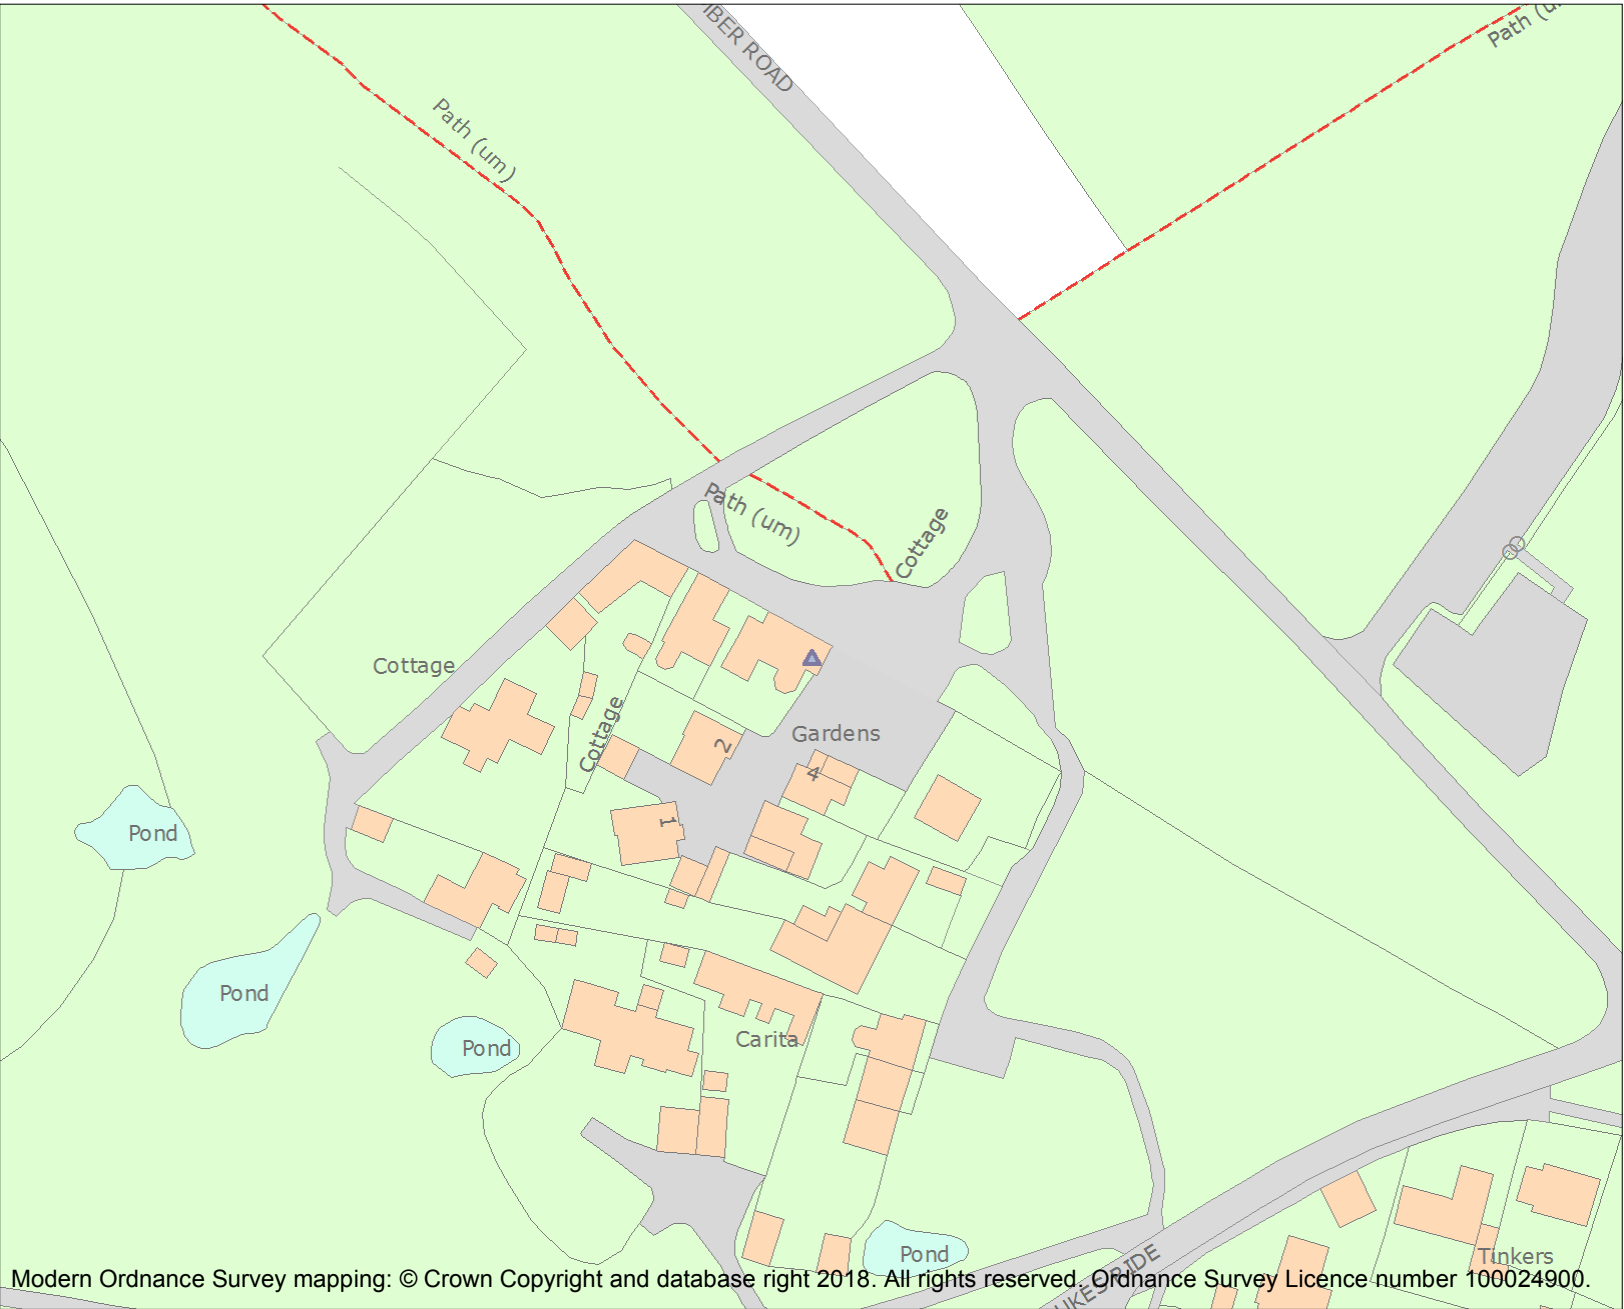 IBER ROAD
Path (u
Path (um)
Path (um)
Cottage
Cottage
Cottage
2
Gardens
4
1
Pond
Pond
Pond
Carita
Pond
UKES RIDE
Tinkers
Modern Ordnance Survey mapping: © Crown Copyright and database right 2018. All rights reserved. Ordnance Survey Licence number 100024900.